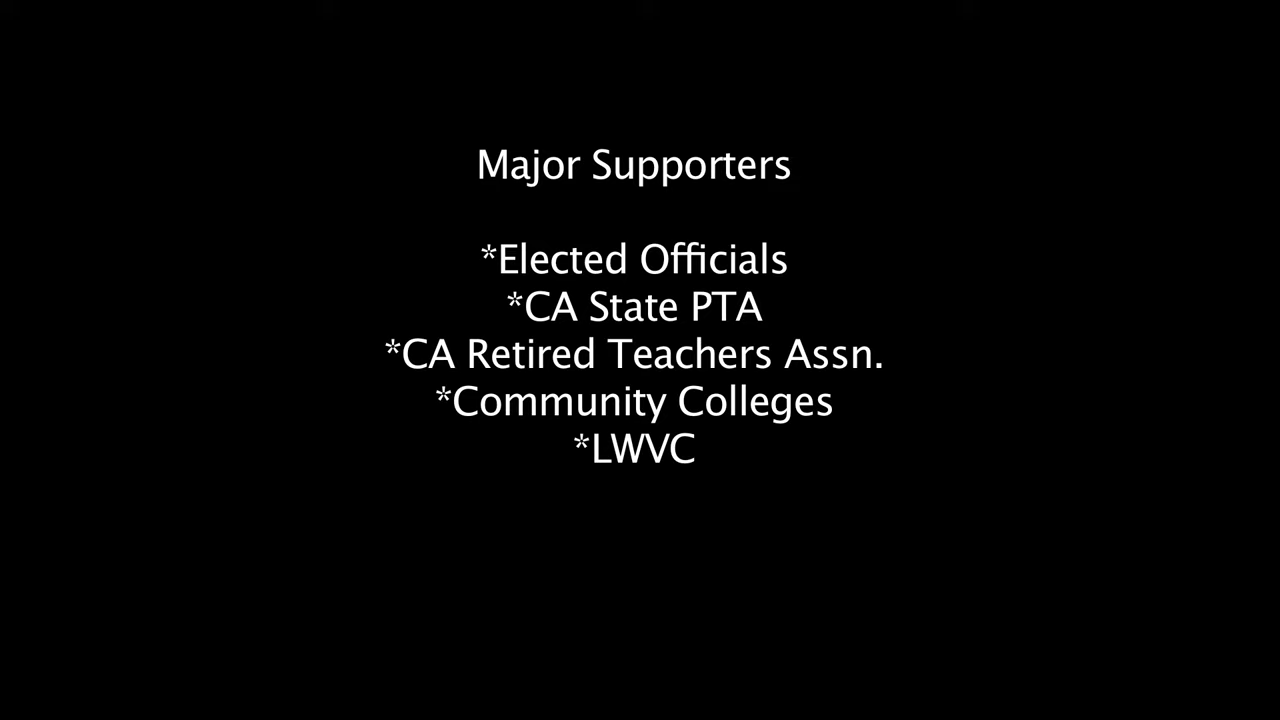 Major Supporters
*Elected Officials
*CA State PTA
*CA Retired Teachers Assn.
*Community Colleges
*LWVC